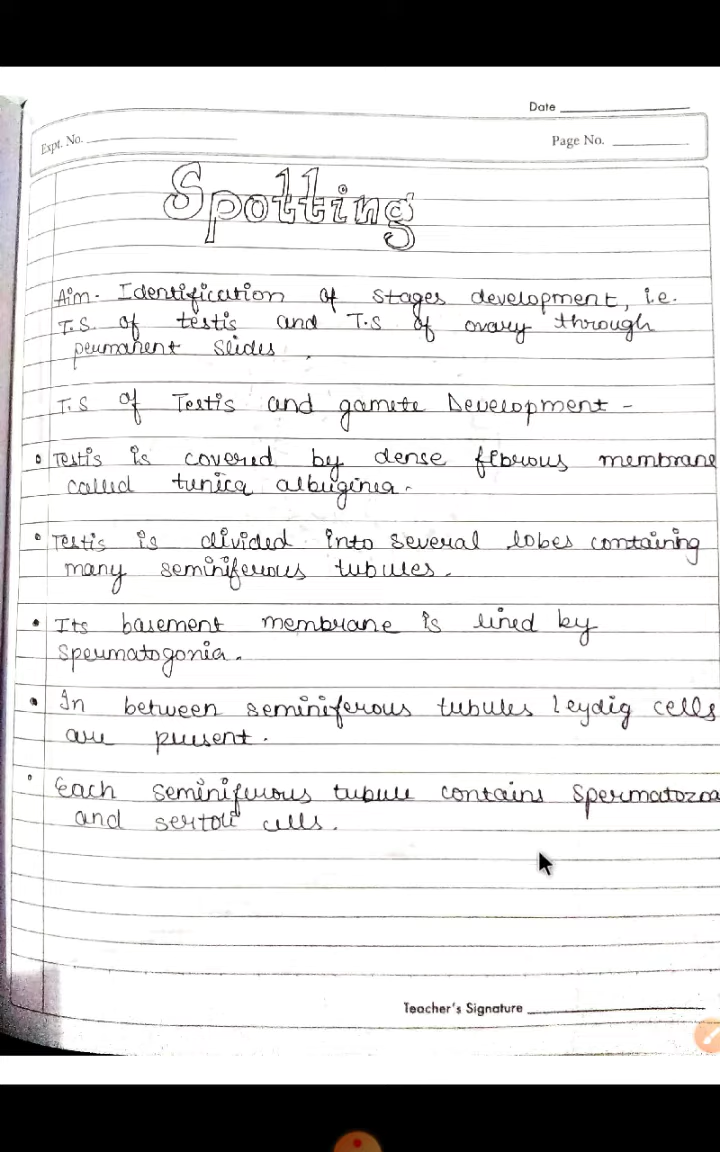 Date
Expt. No.
Page No.
Spotting
Aim. Identification of stages development, i.e.
T.S. of testis and T.S of ovary through
permanent slides.
T.S of Testis and gamete Development -
Testis is covered by dense fibrous membrane
called tunica albuginea.
Testis is divided into several lobes containing
many seminiferous tubules.
Its basement membrane is lined by
spermatogonia.
In between seminiferous tubules leydig cells
are present.
Each seminiferous tubule contains spermatozoa
and sertoli cells.
Teacher's Signature